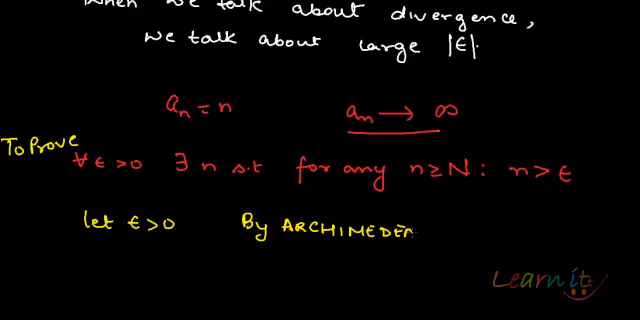 When we talk about divergence,
we talk about large |ε|.
aₙ = n aₙ → ∞
To Prove
∀ ε > 0 ∃ n s.t for any n ≥ N : n > ε
let ε > 0 By ARCHIMEDEA
Learnit